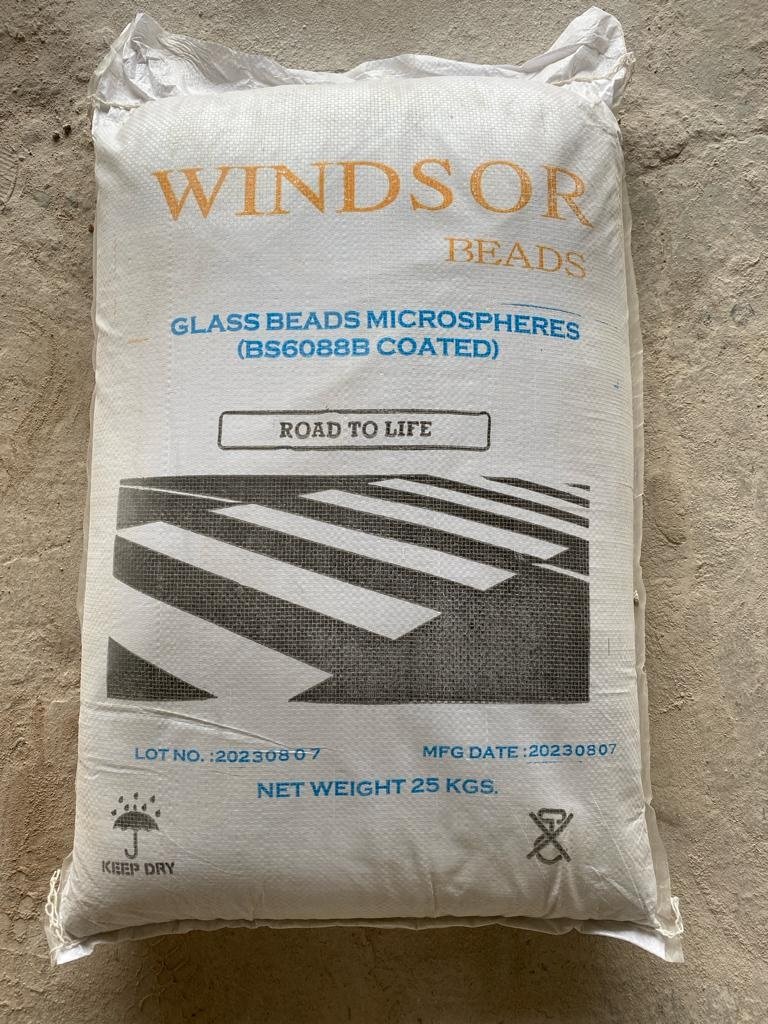 WINDSOR
BEADS
GLASS BEADS MICROSPHERES
(BS6088B COATED)
ROAD TO LIFE
LOT NO. :20230807
MFG DATE :20230807
NET WEIGHT 25 KGS.
KEEP DRY